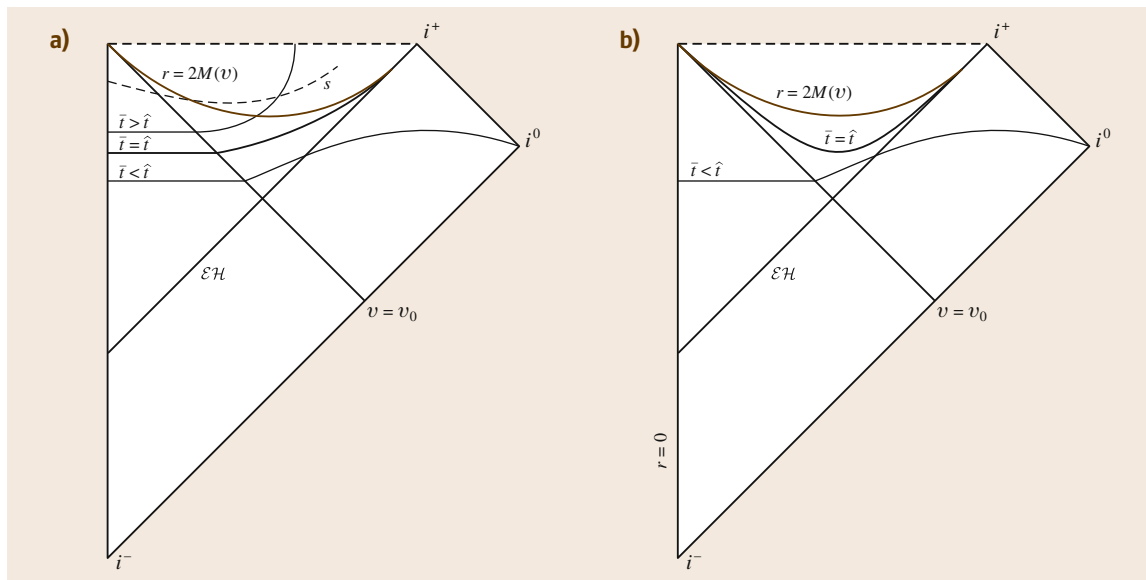 a)
i⁺
r = 2M(v)
s
t̄ > t̂
t̄ = t̂
t̄ < t̂
i⁰
ℰℋ
v = v₀
i⁻
b)
i⁺
r = 2M(v)
t̄ = t̂
i⁰
t̄ < t̂
ℰℋ
v = v₀
r = 0
i⁻